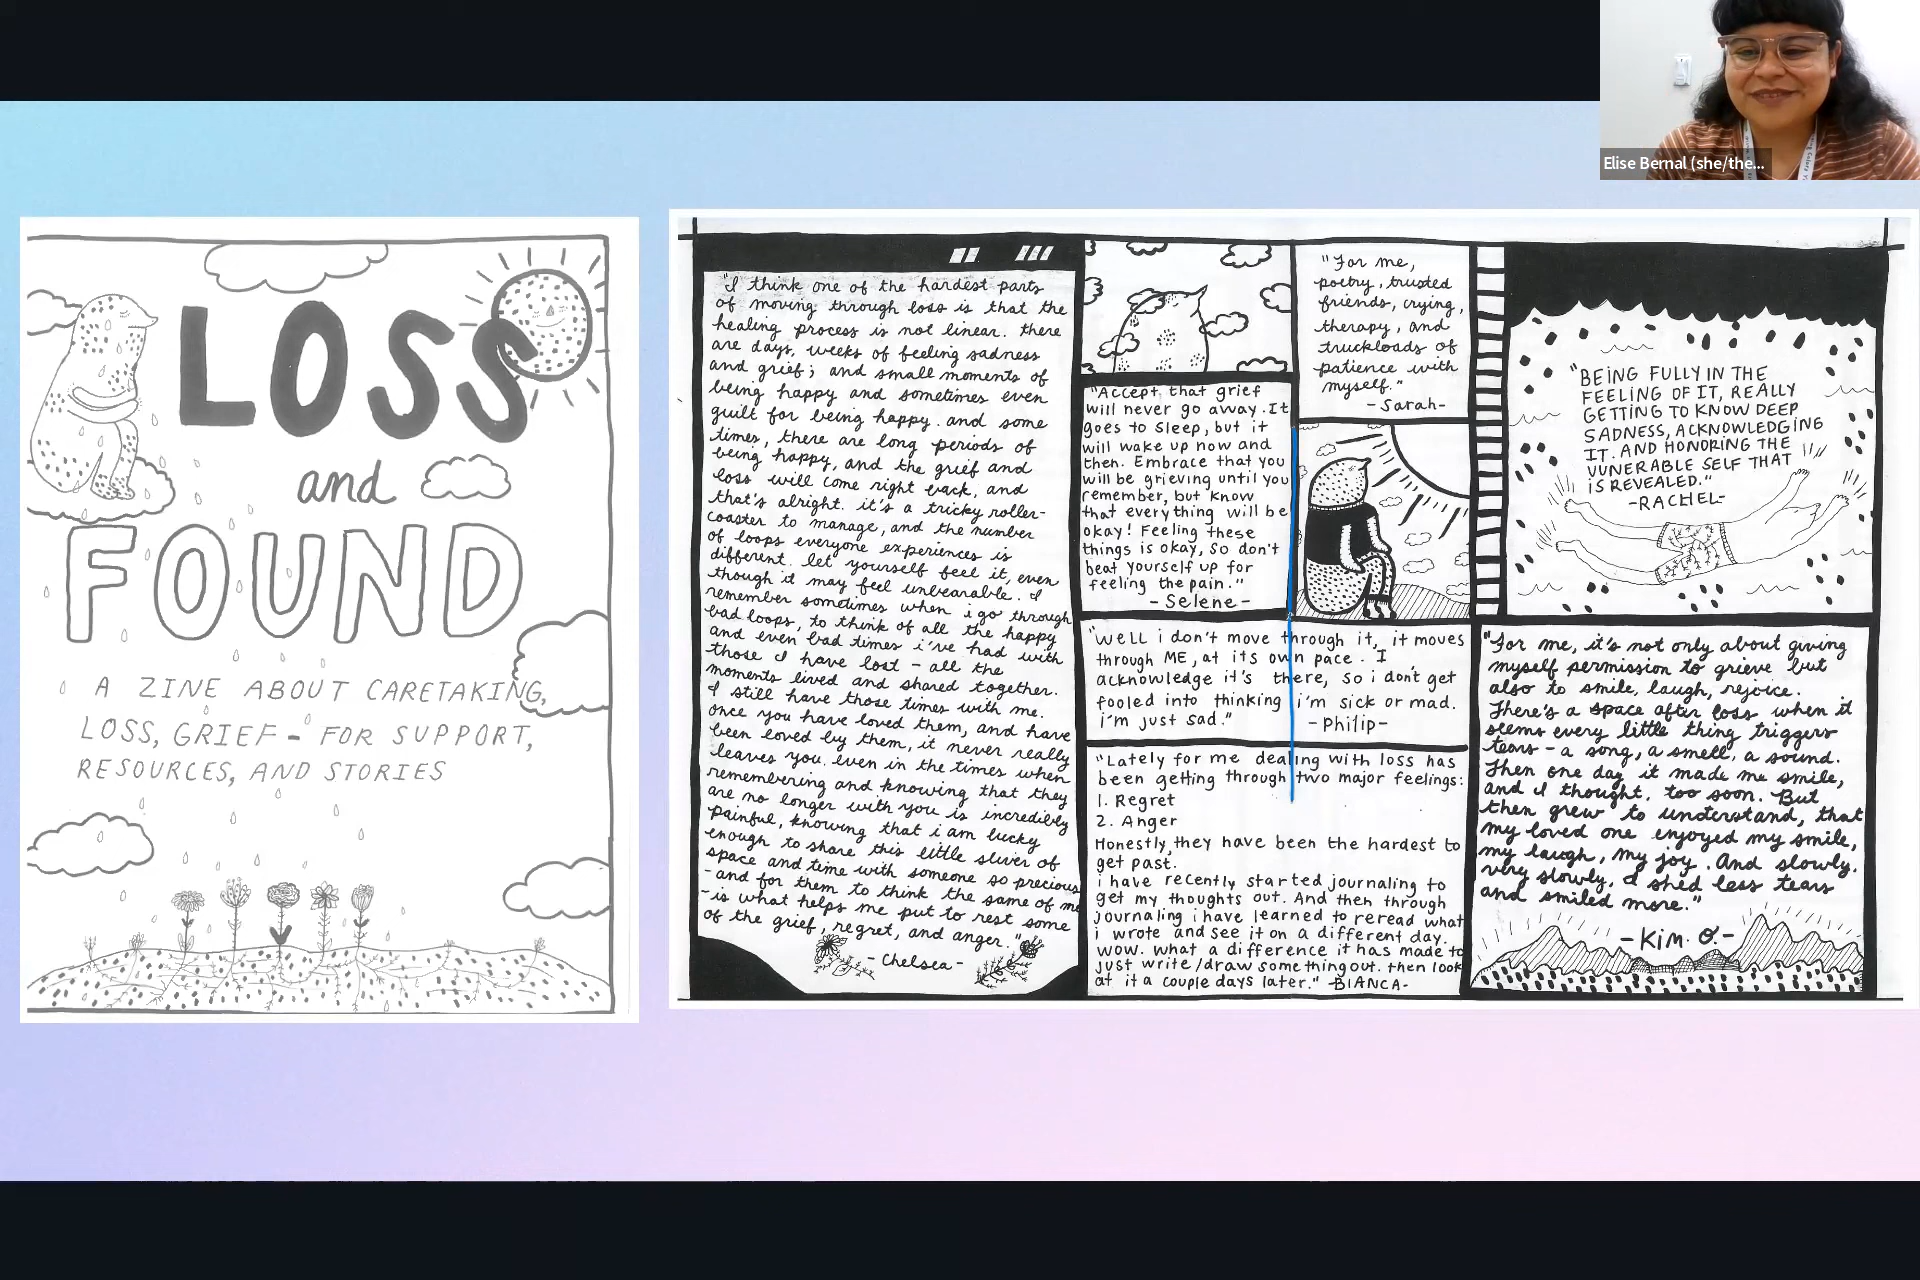 Elise Bernal (she/the...
LOSS
and
FOUND
A ZINE ABOUT CARETAKING,
LOSS, GRIEF - FOR SUPPORT,
RESOURCES, AND STORIES
"I think one of the hardest parts
of moving through loss is that the
healing process is not linear. there
are days, weeks of feeling sadness
and grief; and small moments of
being happy and sometimes even
guilt for being happy. and some
times, there are long periods of
being happy, and the grief and
loss will come right back, and
that's alright. it's a tricky roller-
coaster to manage, and the number
of loops everyone experiences is
different. let yourself feel it, even
though it may feel unbearable. I
remember sometimes when i go through
bad loops, to think of all the happy
and even bad times i've had with
those I have lost - all the
moments lived and shared together.
I still have those times with me.
once you have loved them, and have
been loved by them, it never really
leaves you. even in the times when
remembering and knowing that they
are no longer with you is incredibly
painful, knowing that i am lucky
enough to share this little sliver of
space and time with someone so precious
-and for them to think the same of me
-is what helps me put to rest some
of the grief, regret, and anger."
-Chelsea-
"Accept that grief
will never go away. It
goes to sleep, but it
will wake up now and
then. Embrace that you
will be grieving until you
remember, but know
that everything will be
okay! Feeling these
things is okay, so don't
beat yourself up for
feeling the pain."
-Selene-
"For me,
poetry, trusted
friends, crying,
therapy, and
truckloads of
patience with
myself."
-Sarah-
"Well i don't move through it, it moves
through ME, at its own pace. I
acknowledge it's there, so i don't get
fooled into thinking i'm sick or mad.
i'm just sad."
-Philip-
"Lately for me dealing with loss has
been getting through two major feelings:
1. Regret
2. Anger
Honestly, they have been the hardest to
get past.
i have recently started journaling to
get my thoughts out. And then through
journaling i have learned to reread what
i wrote and see it on a different day.
wow. what a difference it has made to
just write/draw something out. then look
at it a couple days later." -BIANCA-
"BEING FULLY IN THE
FEELING OF IT, REALLY
GETTING TO KNOW DEEP
SADNESS, ACKNOWLEDGING
IT. AND HONORING THE
VUNERABLE SELF THAT
IS REVEALED."
-RACHEL-
"For me, it's not only about giving
myself permission to grieve but
also to smile, laugh, rejoice.
There's a space after loss when it
seems every little thing triggers
tears - a song, a smell, a sound.
Then one day it made me smile,
and I thought, too soon. But
then grew to understand, that
my loved one enjoyed my smile,
my laugh, my joy. And slowly,
very slowly, I shed less tears
and smiled more."
-Kim O.-